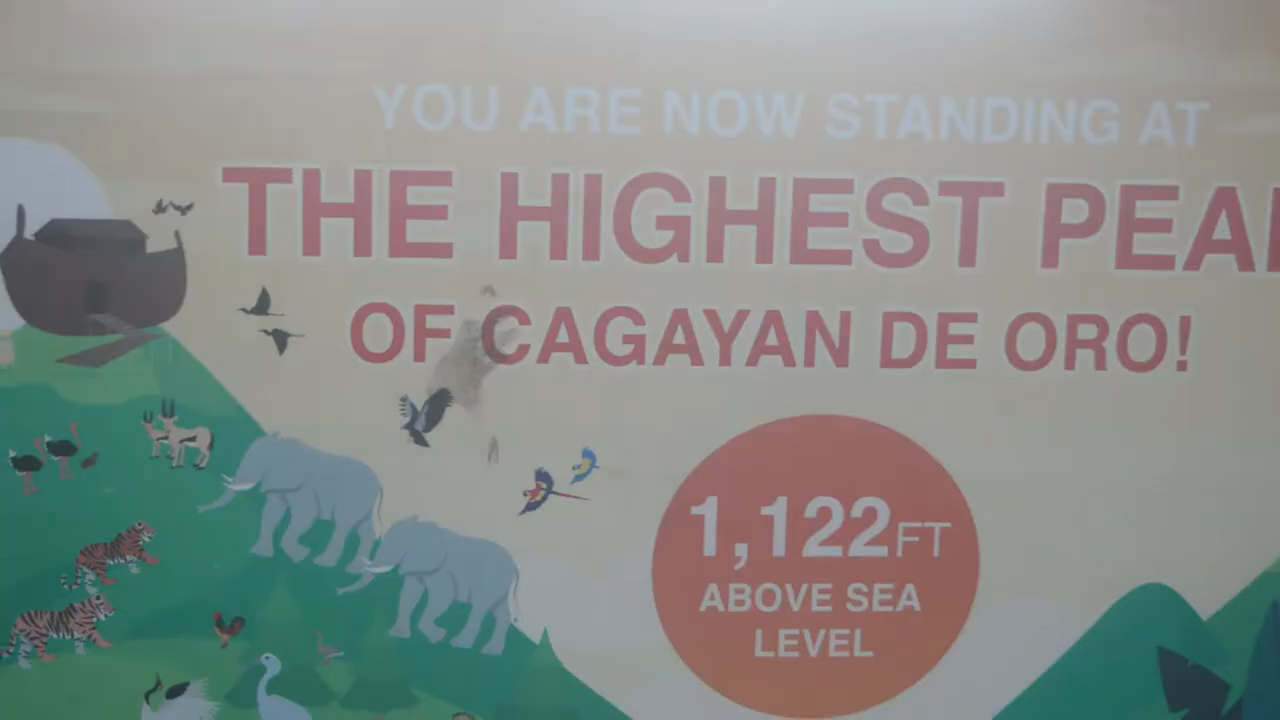 YOU ARE NOW STANDING AT
THE HIGHEST PEA
OF CAGAYAN DE ORO!
1,122FT
ABOVE SEA
LEVEL